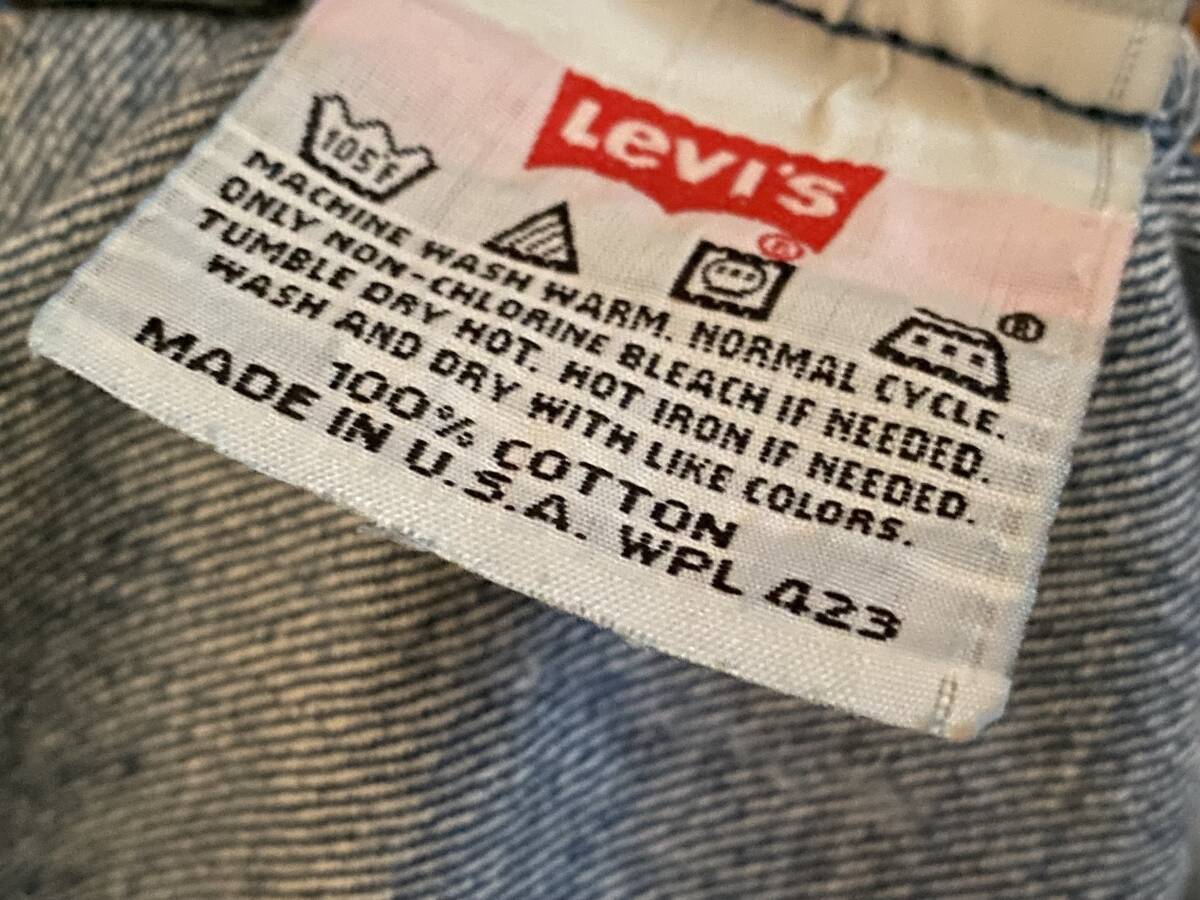 Levi's®
105°F
®
MACHINE WASH WARM. NORMAL CYCLE.
ONLY NON-CHLORINE BLEACH IF NEEDED.
TUMBLE DRY HOT. HOT IRON IF NEEDED.
WASH AND DRY WITH LIKE COLORS.
100% COTTON
MADE IN U.S.A. WPL 423